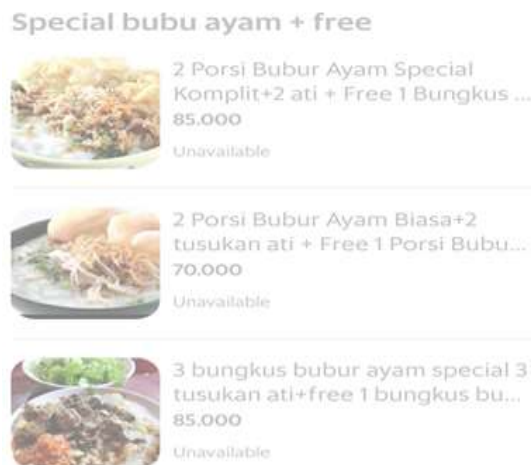 Special bubu ayam + free
2 Porsi Bubur Ayam Special
Komplit+2 ati + Free 1 Bungkus ...
85.000
Unavailable
2 Porsi Bubur Ayam Biasa+2
tusukan ati + Free 1 Porsi Bubu...
70.000
Unavailable
3 bungkus bubur ayam special 3
tusukan ati+free 1 bungkus bu...
85.000
Unavailable